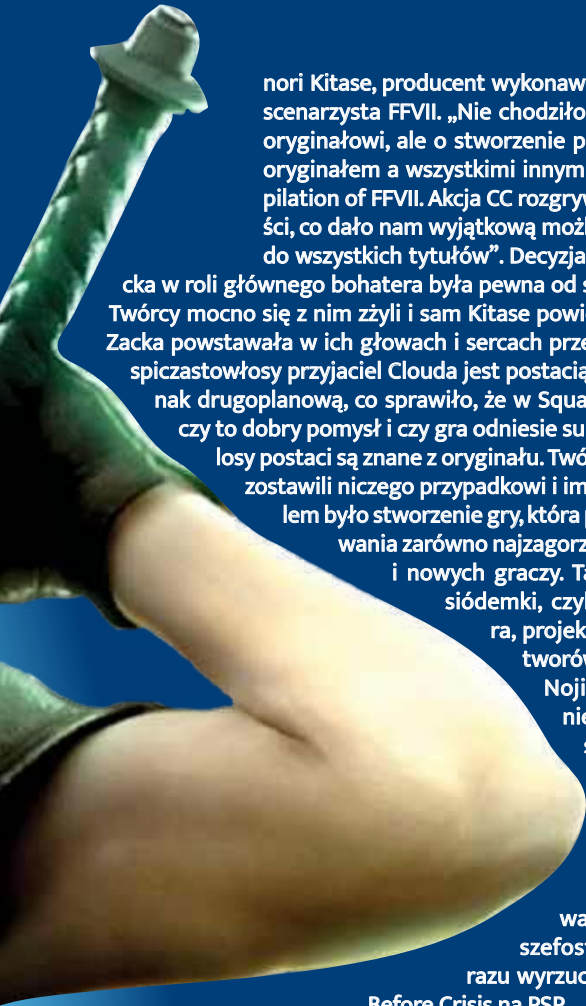 nori Kitase, producent wykonaw
scenarzysta FFVII. „Nie chodziło
oryginałowi, ale o stworzenie p
oryginałem a wszystkimi innym
pilation of FFVII. Akcja CC rozgryw
ści, co dało nam wyjątkową możl
do wszystkich tytułów”. Decyzja
cka w roli głównego bohatera była pewna od s
Twórcy mocno się z nim zżyli i sam Kitase powi
Zacka powstawała w ich głowach i sercach prze
spiczastowłosy przyjaciel Clouda jest postacią
nak drugoplanową, co sprawiło, że w Squa
czy to dobry pomysł i czy gra odniesie su
losy postaci są znane z oryginału. Twó
zostawili niczego przypadkowi i im
lem było stworzenie gry, która p
wania zarówno najzagorz
i nowych graczy. Ta
siódemki, czyl
ra, projek
tworów
Noji
nie
s
wa
szefost
razu wyrzuc
Before Crisis na PSP